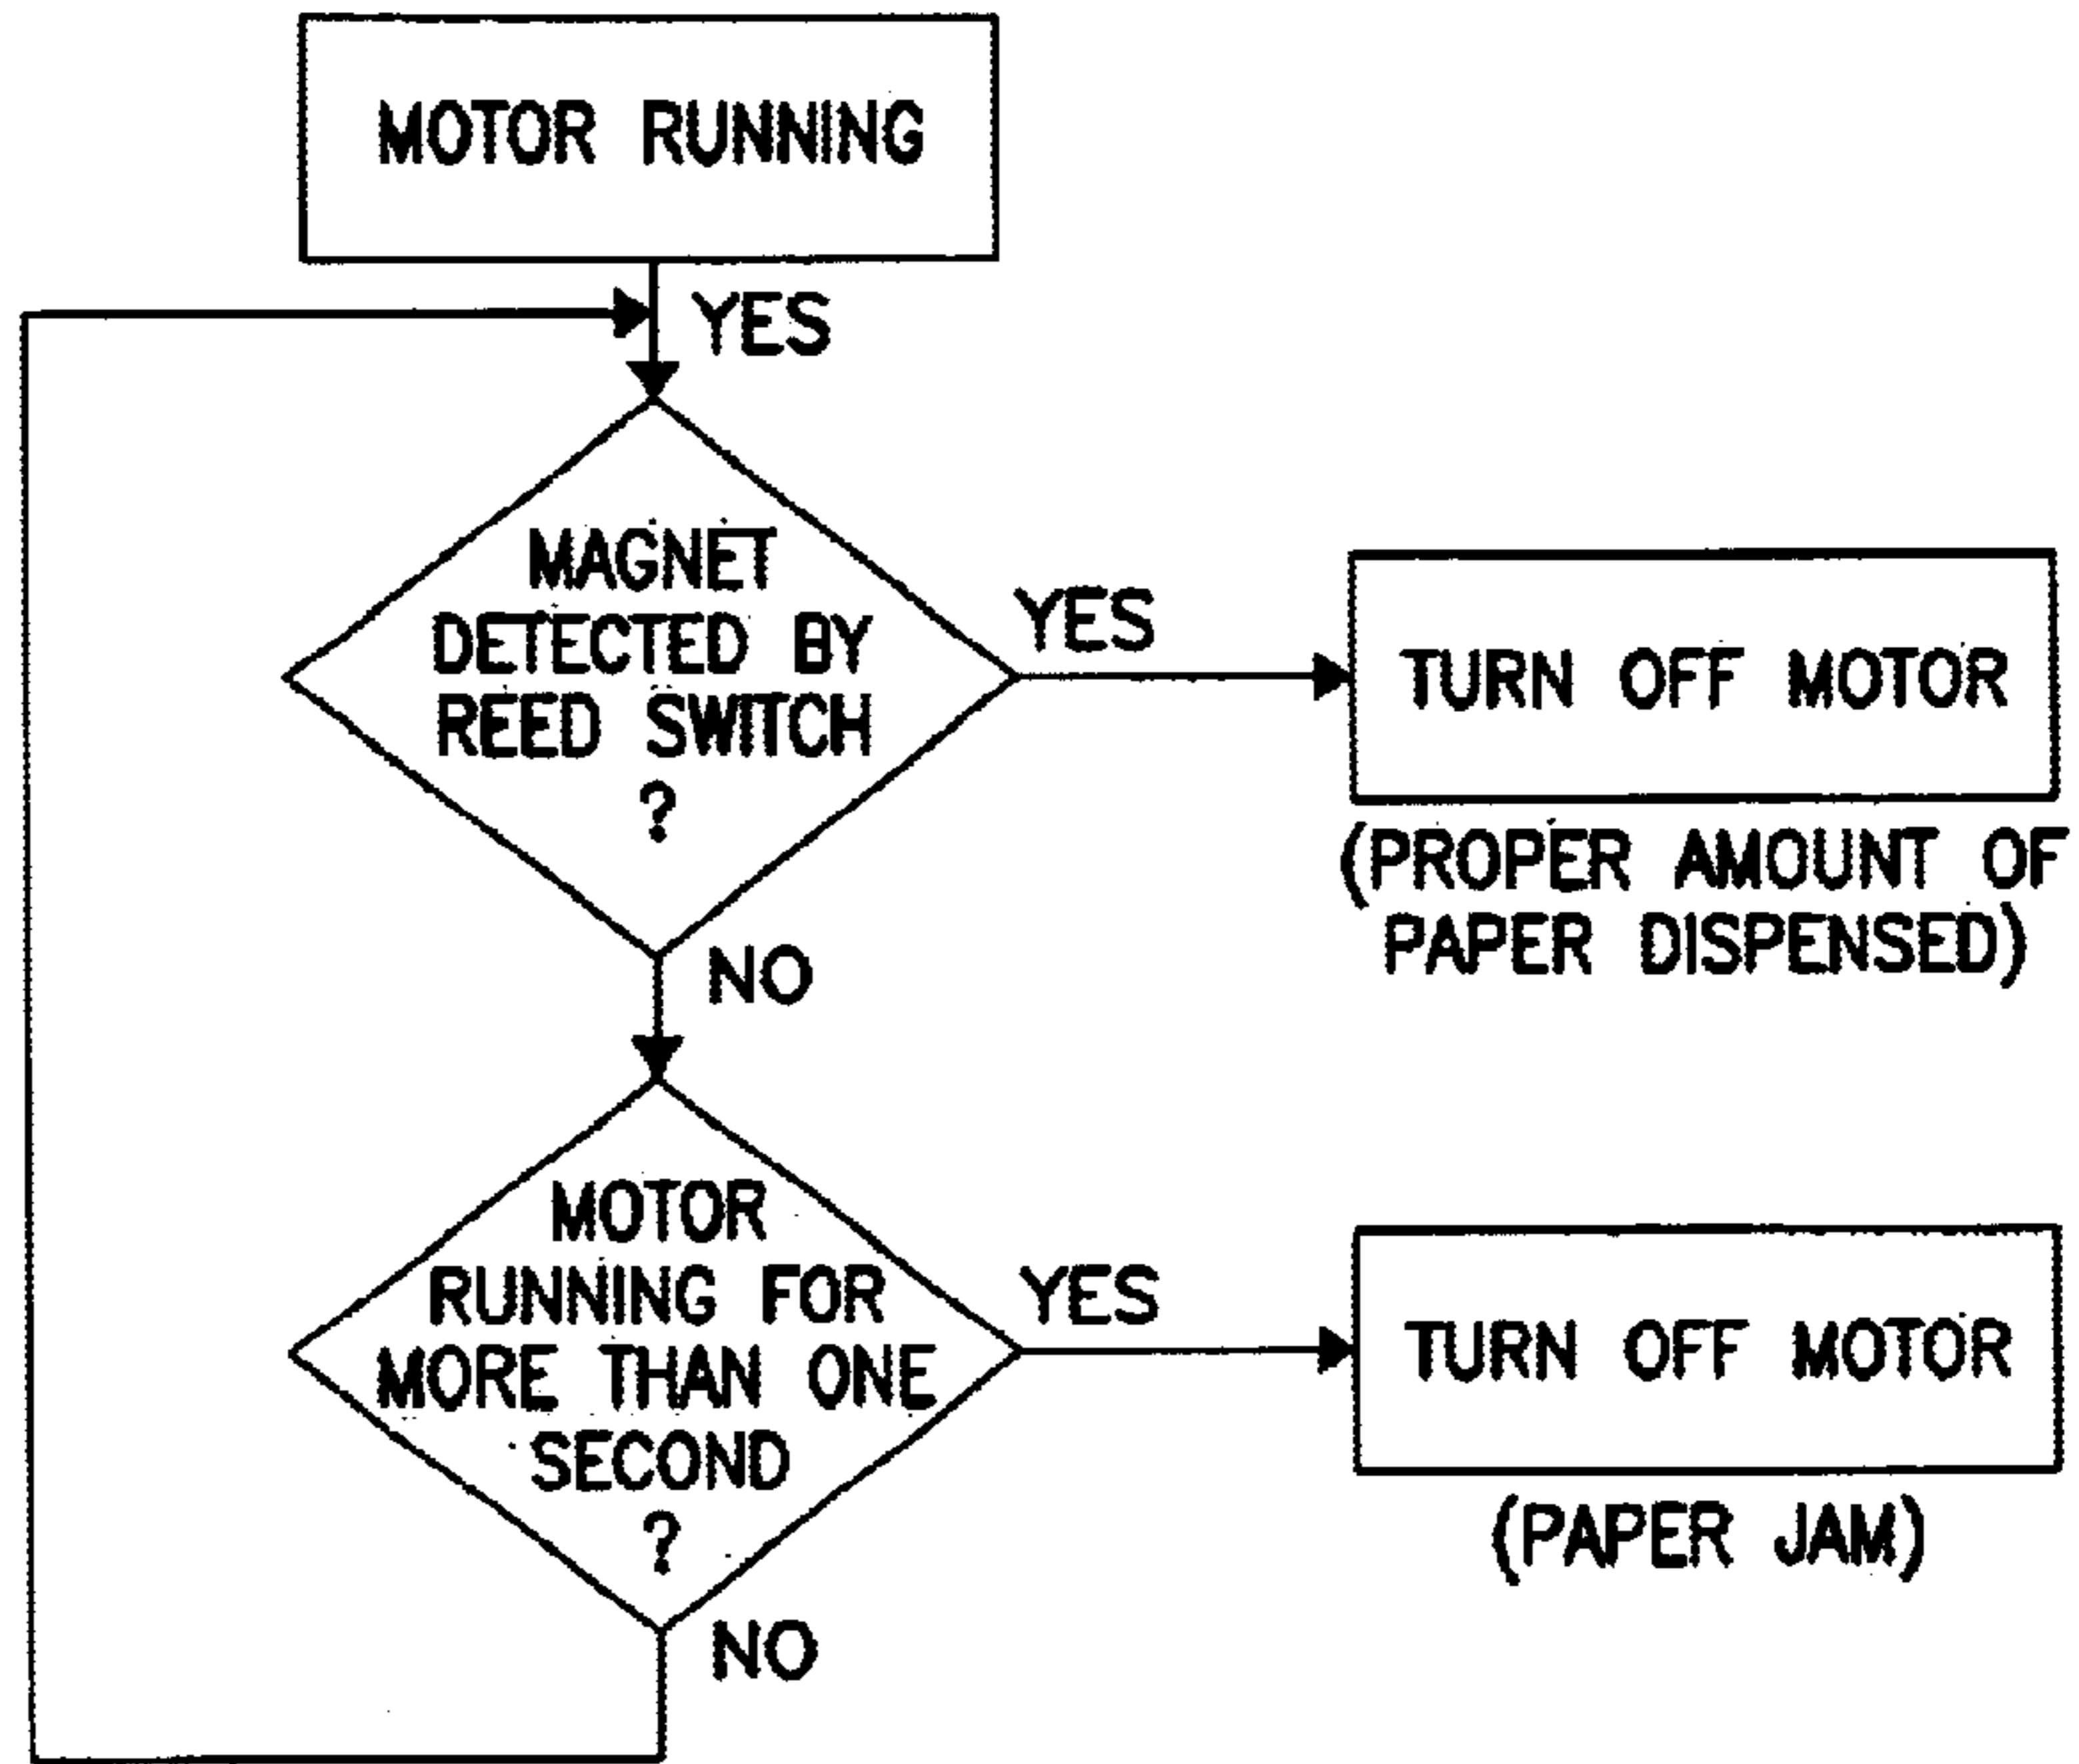 MOTOR RUNNING
YES
MAGNET
DETECTED BY
REED SWITCH
?
YES
TURN OFF MOTOR
(PROPER AMOUNT OF
PAPER DISPENSED)
NO
MOTOR
RUNNING FOR
MORE THAN ONE
SECOND
?
YES
TURN OFF MOTOR
(PAPER JAM)
NO